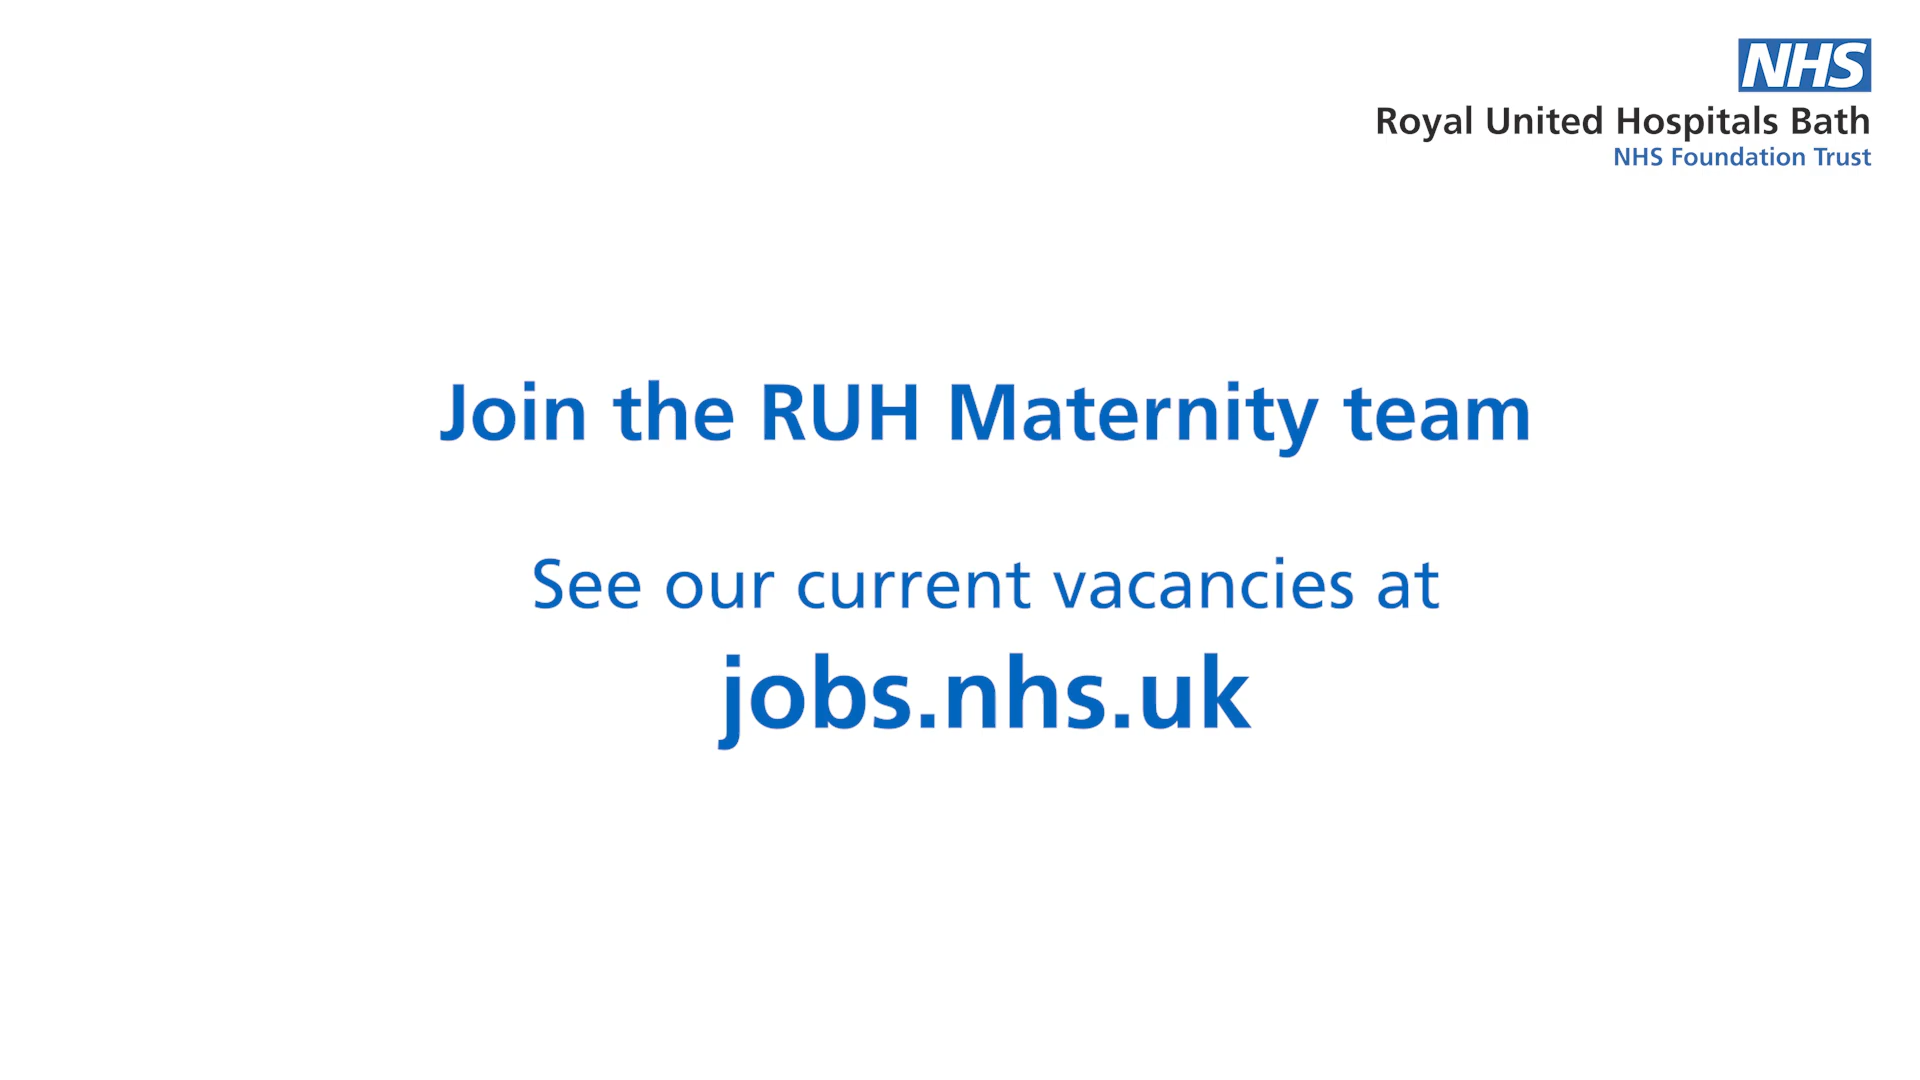 NHS
Royal United Hospitals Bath
NHS Foundation Trust
Join the RUH Maternity team
See our current vacancies at
jobs.nhs.uk